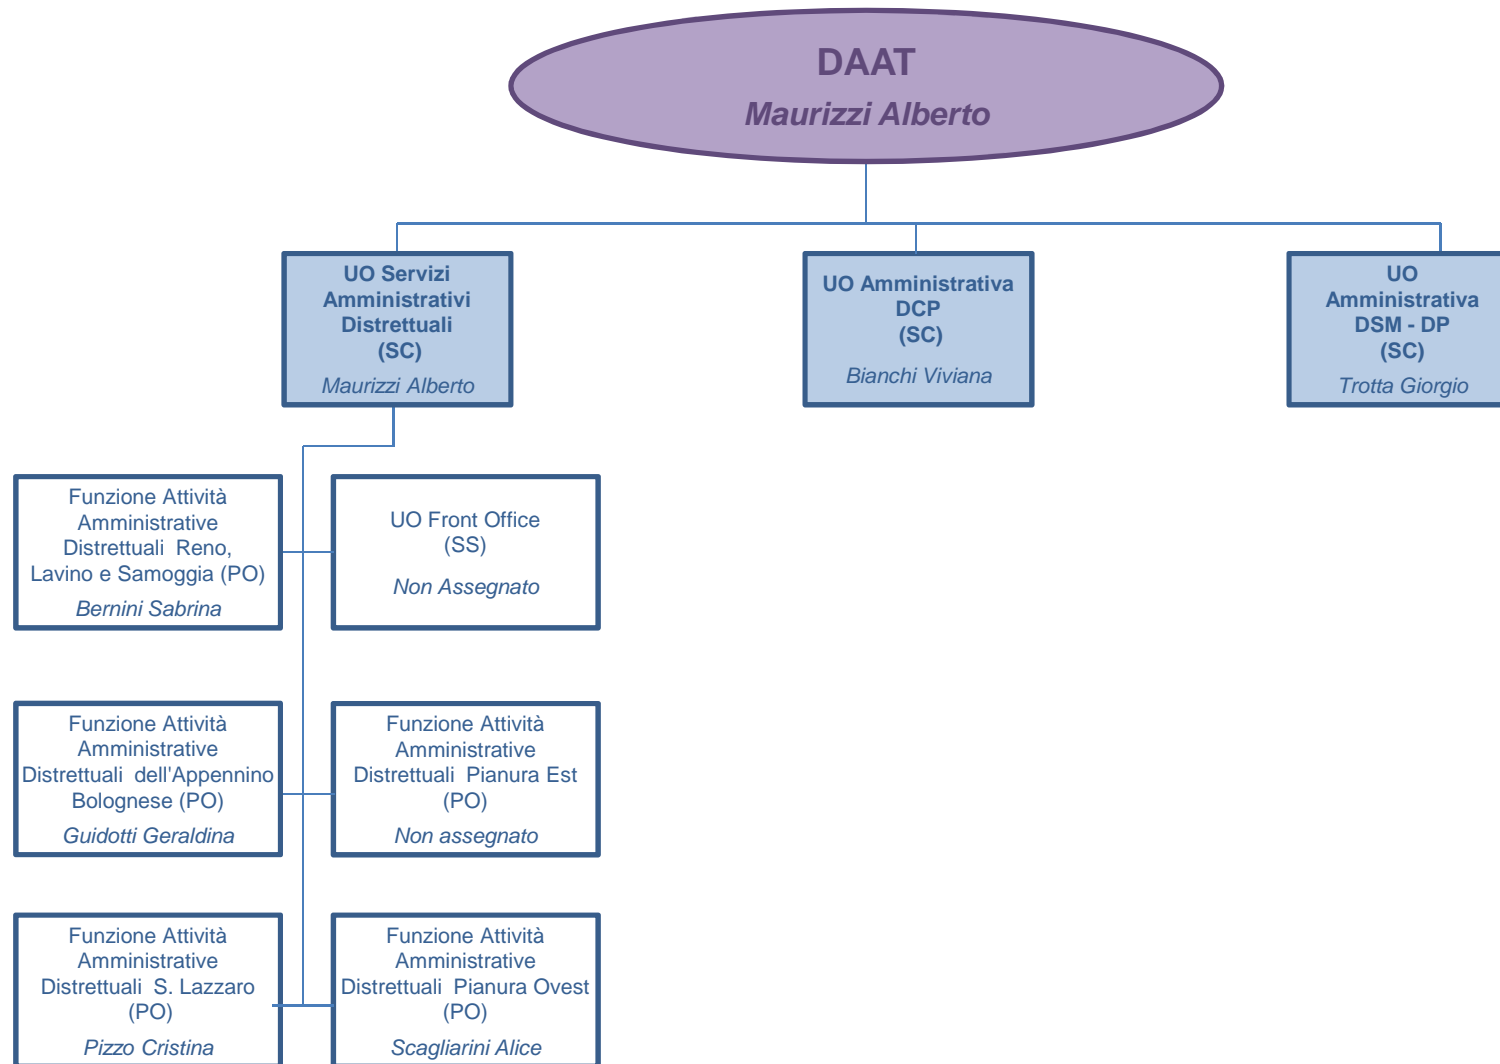 DAAT
Maurizzi Alberto
UO Servizi
Amministrativi
Distrettuali
(SC)
Maurizzi Alberto
UO Amministrativa
DCP
(SC)
Bianchi Viviana
UO
Amministrativa
DSM - DP
(SC)
Trotta Giorgio
Funzione Attività
Amministrative
Distrettuali Reno,
Lavino e Samoggia (PO)
Bernini Sabrina
UO Front Office
(SS)
Non Assegnato
Funzione Attività
Amministrative
Distrettuali dell'Appennino
Bolognese (PO)
Guidotti Geraldina
Funzione Attività
Amministrative
Distrettuali Pianura Est
(PO)
Non assegnato
Funzione Attività
Amministrative
Distrettuali S. Lazzaro
(PO)
Pizzo Cristina
Funzione Attività
Amministrative
Distrettuali Pianura Ovest
(PO)
Scagliarini Alice